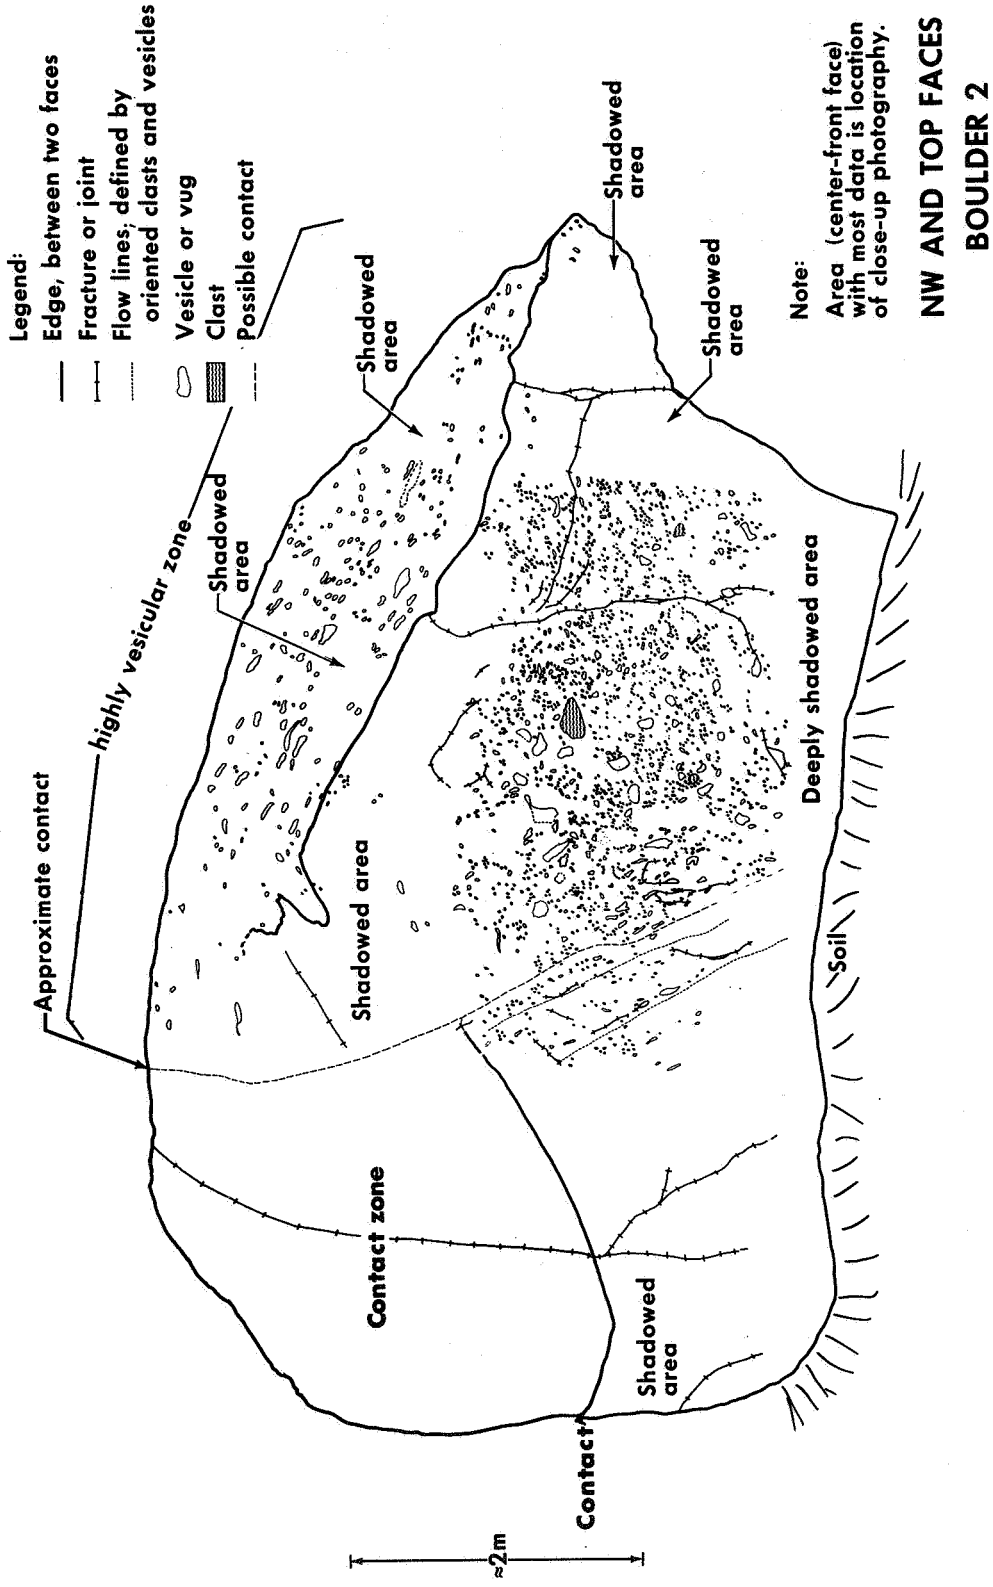 Legend:
Edge, between two faces
Fracture or joint
Flow lines; defined by
oriented clasts and vesicles
Vesicle or vug
Clast
Possible contact
Approximate contact
highly vesicular zone
Shadowed
area
Shadowed
area
Shadowed
area
Shadowed
area
Shadowed area
Contact zone
Contact
Shadowed
area
Deeply shadowed area
Soil
≈2m
Note:
Area (center-front face)
with most data is location
of close-up photography.
NW AND TOP FACES
BOULDER 2